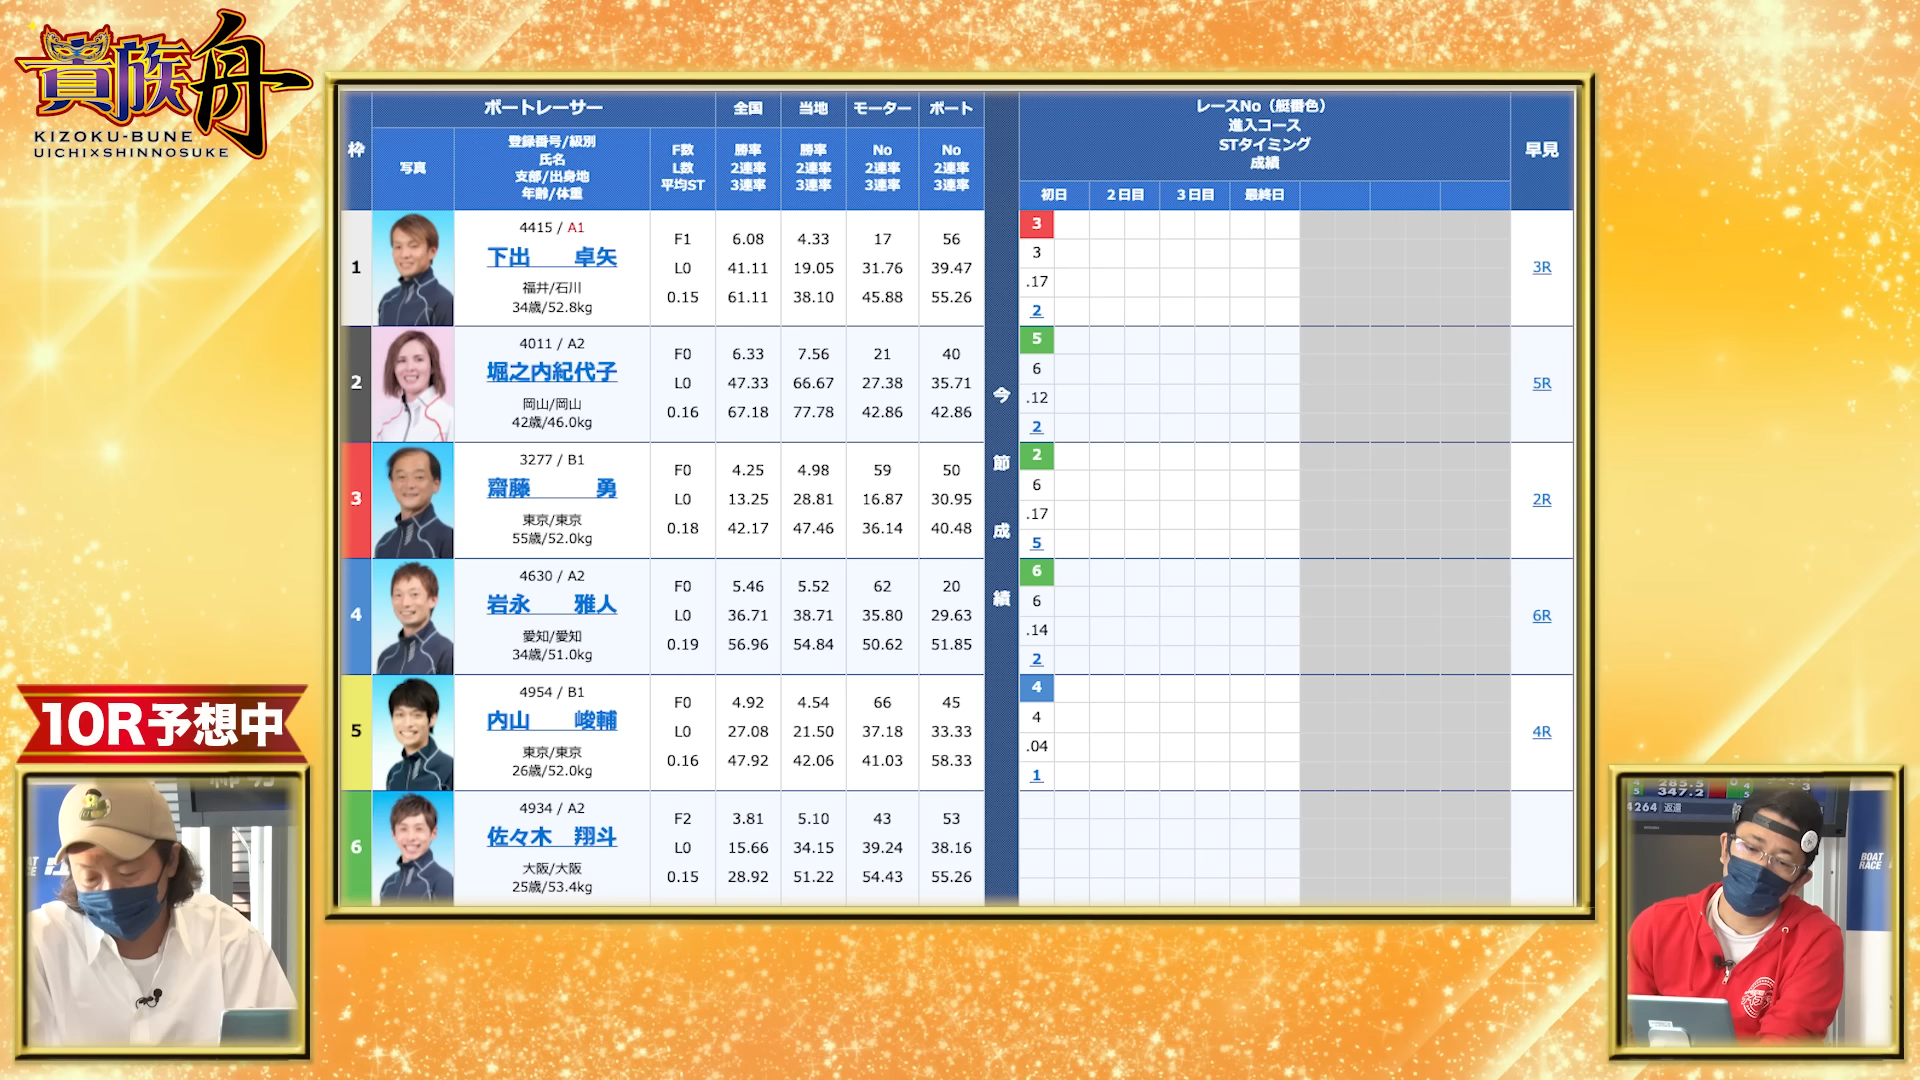 貴族舟
KIZOKU-BUNE
UICHI×SHINNOSUKE
枠 ボートレーサー 全国 当地 モーター ボート
写真
登録番号/級別
氏名
支部/出身地
年齢/体重
F数
L数
平均ST
勝率
2連率
3連率
勝率
2連率
3連率
No
2連率
3連率
No
2連率
3連率
今節成績
レースNo（艇番色）
進入コース
STタイミング
成績
初日 2日目 3日目 最終日
早見
1
4415 / A1
下出 卓矢
福井/石川
34歳/52.8kg
F1 6.08 4.33 17 56
L0 41.11 19.05 31.76 39.47
0.15 61.11 38.10 45.88 55.26
3
3
.17
2
3R
2
4011 / A2
堀之内紀代子
岡山/岡山
42歳/46.0kg
F0 6.33 7.56 21 40
L0 47.33 66.67 27.38 35.71
0.16 67.18 77.78 42.86 42.86
5
6
.12
2
5R
3
3277 / B1
齋藤 勇
東京/東京
55歳/52.0kg
F0 4.25 4.98 59 50
L0 13.25 28.81 16.87 30.95
0.18 42.17 47.46 36.14 40.48
2
6
.17
5
2R
4
4630 / A2
岩永 雅人
愛知/愛知
34歳/51.0kg
F0 5.46 5.52 62 20
L0 36.71 38.71 35.80 29.63
0.19 56.96 54.84 50.62 51.85
6
6
.14
2
6R
5
4954 / B1
内山 峻輔
東京/東京
26歳/52.0kg
F0 4.92 4.54 66 45
L0 27.08 21.50 37.18 33.33
0.16 47.92 42.06 41.03 58.33
4
4
.04
1
4R
6
4934 / A2
佐々木 翔斗
大阪/大阪
25歳/53.4kg
F2 3.81 5.10 43 53
L0 15.66 34.15 39.24 38.16
0.15 28.92 51.22 54.43 55.26
10R予想中
347.2
4264 返還
BOAT
RACE